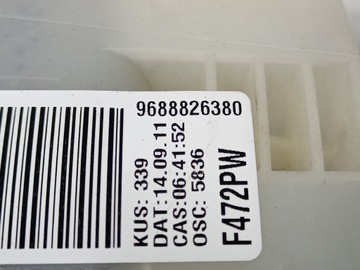 9688826380
KUS: 339
DAT:14.09.11
CAS:06:41:52
OSC: 5836
F472PW